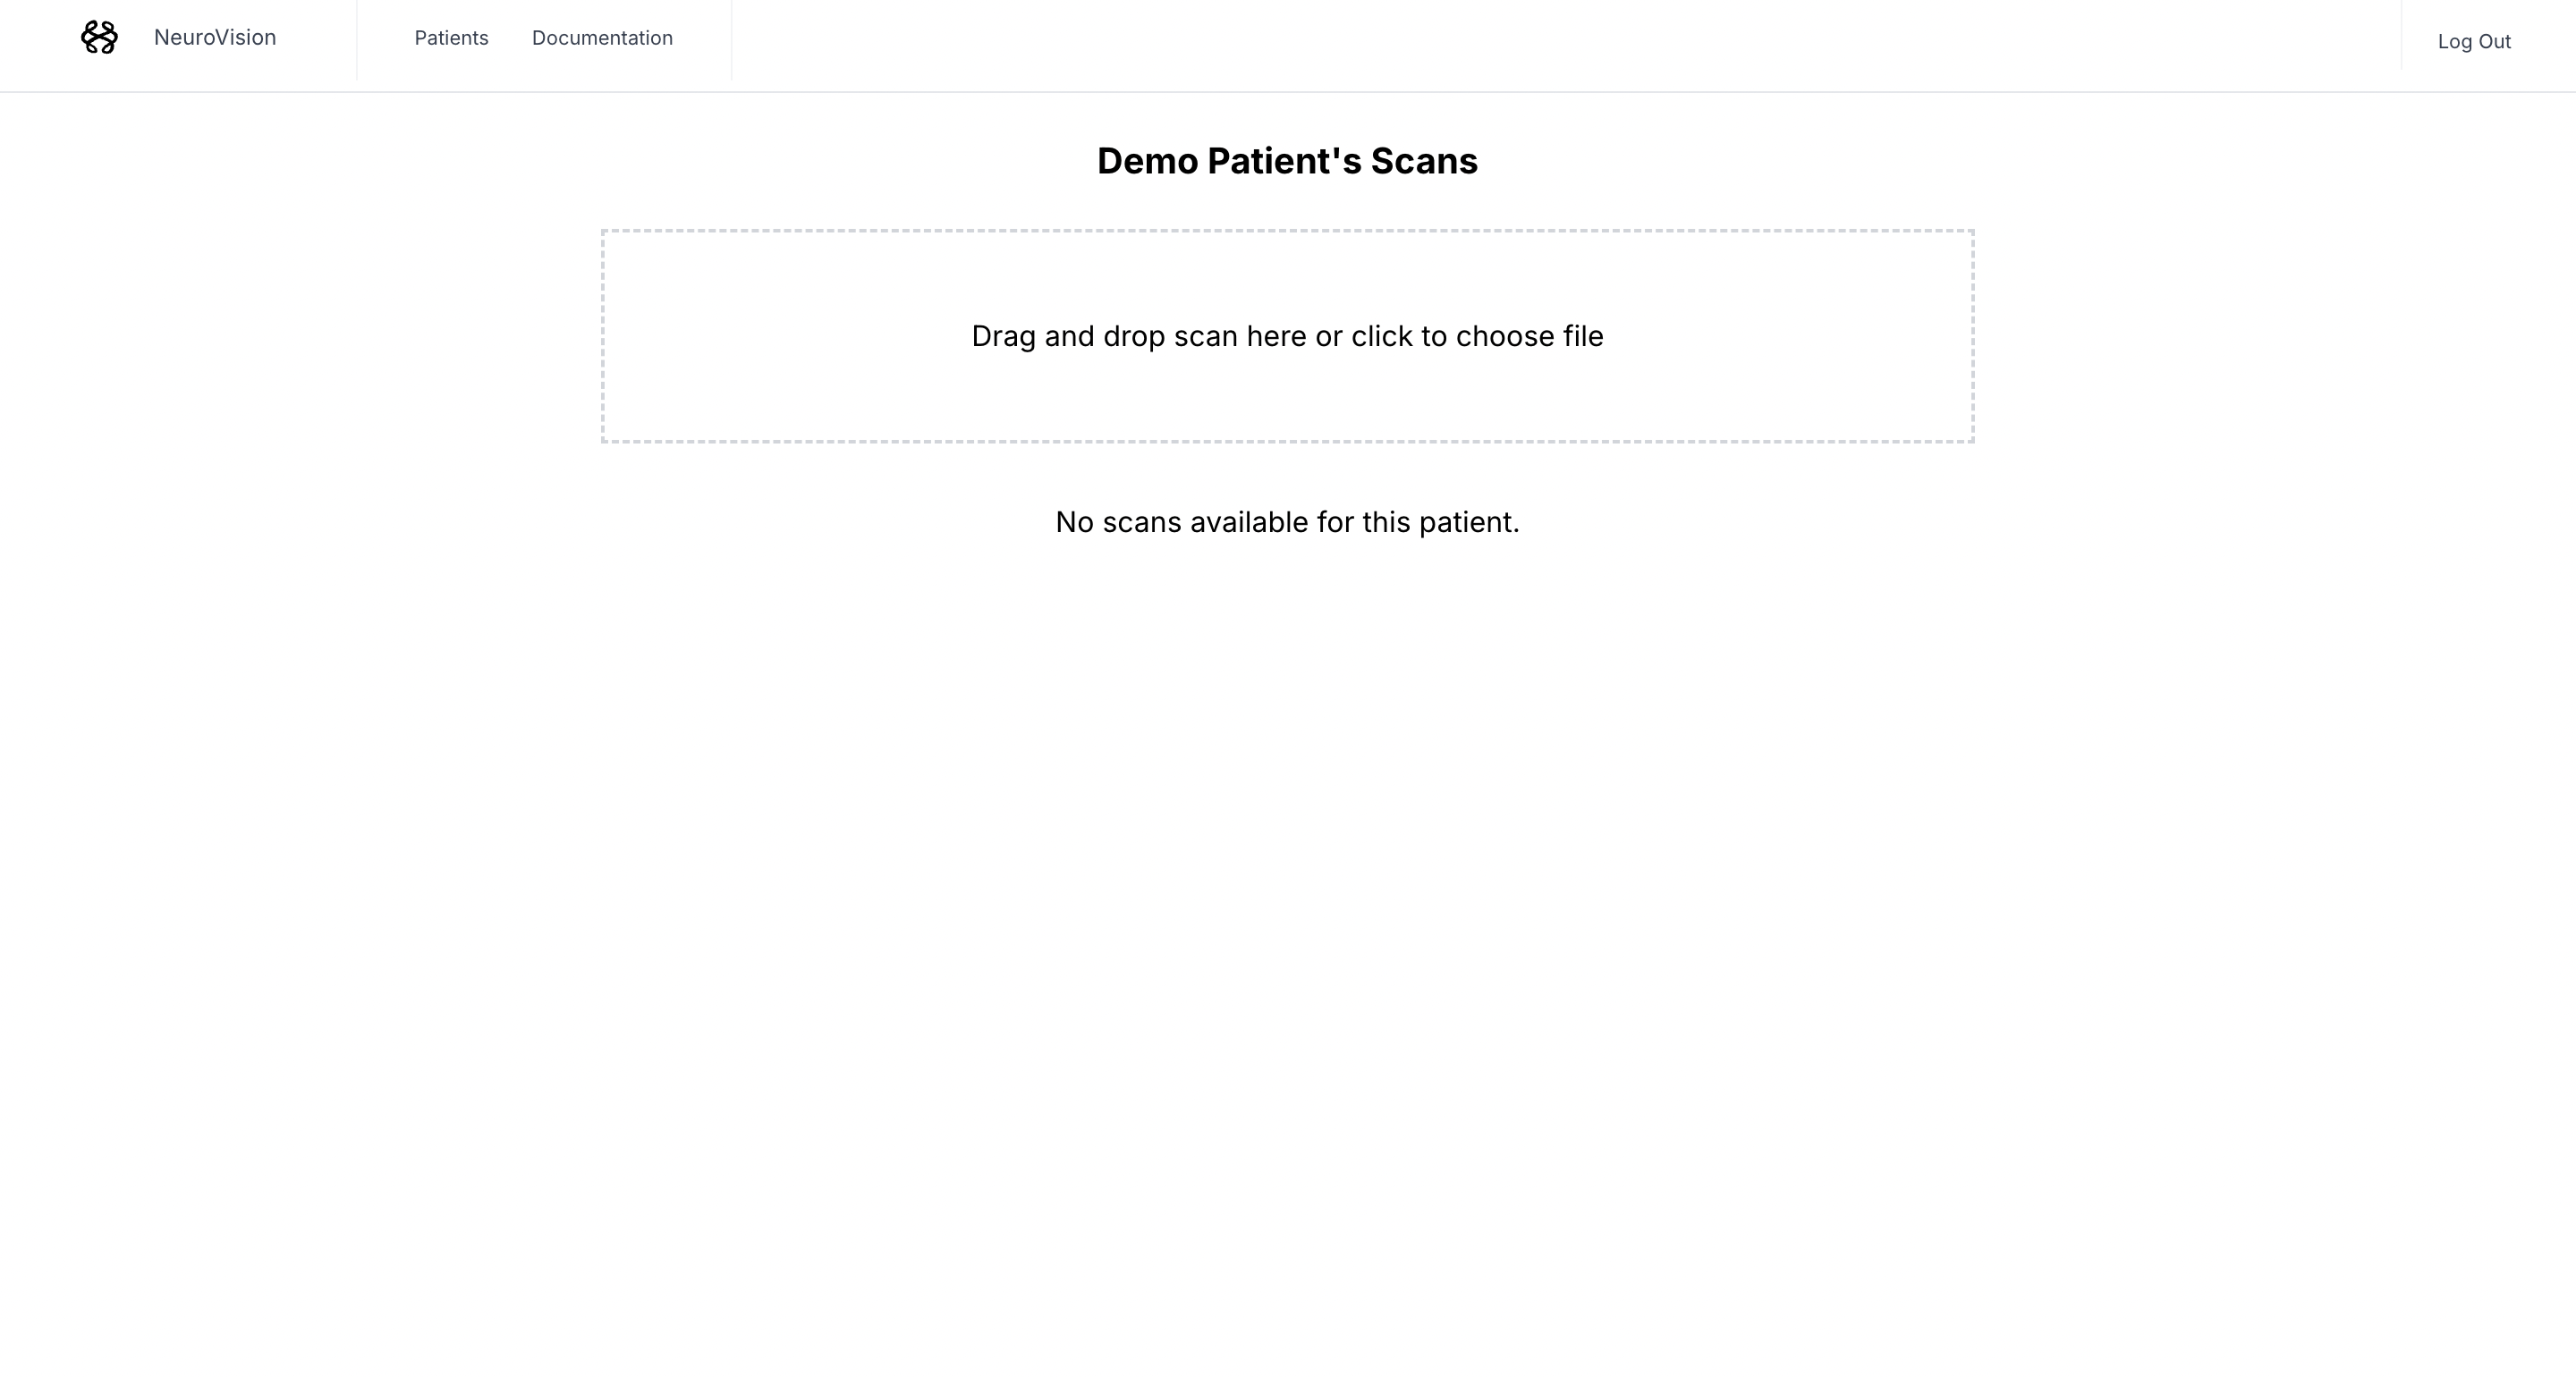 NeuroVision
Patients
Documentation
Log Out
Demo Patient's Scans
Drag and drop scan here or click to choose file
No scans available for this patient.